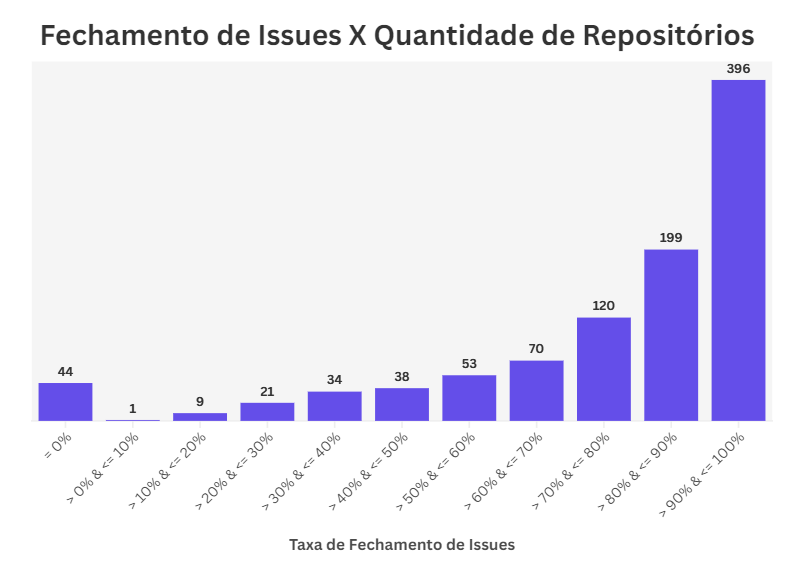 Fechamento de Issues X Quantidade de Repositórios
396
199
120
70
53
44
38
34
21
9
1
= 0%
> 0% & <= 10%
> 10% & <= 20%
> 20% & <= 30%
> 30% & <= 40%
> 40% & <= 50%
> 50% & <= 60%
> 60% & <= 70%
> 70% & <= 80%
> 80% & <= 90%
> 90% & <= 100%
Taxa de Fechamento de Issues